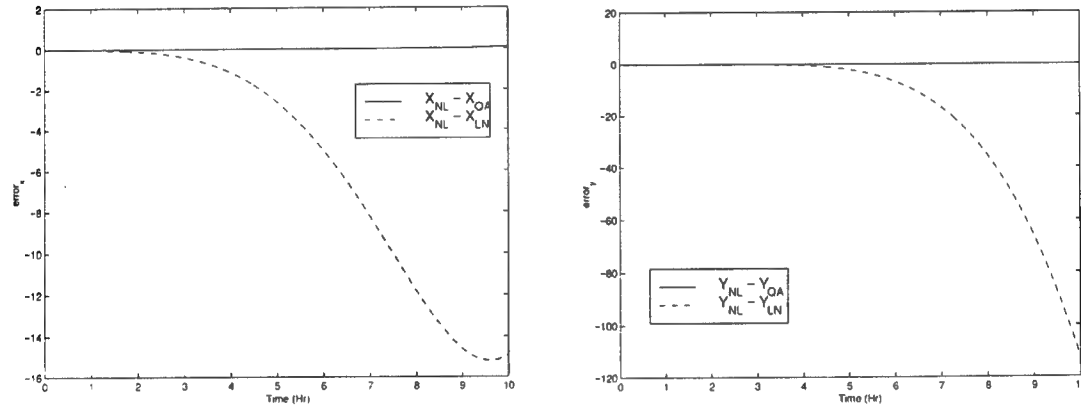 2
0
-2
-4
-6
-8
-10
-12
-14
-16
error_x
0 1 2 3 4 5 6 7 8 9 10
Time (Hr)
X_NL - X_QA
X_NL - X_LN
20
0
-20
-40
-60
-80
-100
-120
error_y
0 1 2 3 4 5 6 7 8 9 1
Time (Hr)
Y_NL - Y_QA
Y_NL - Y_LN